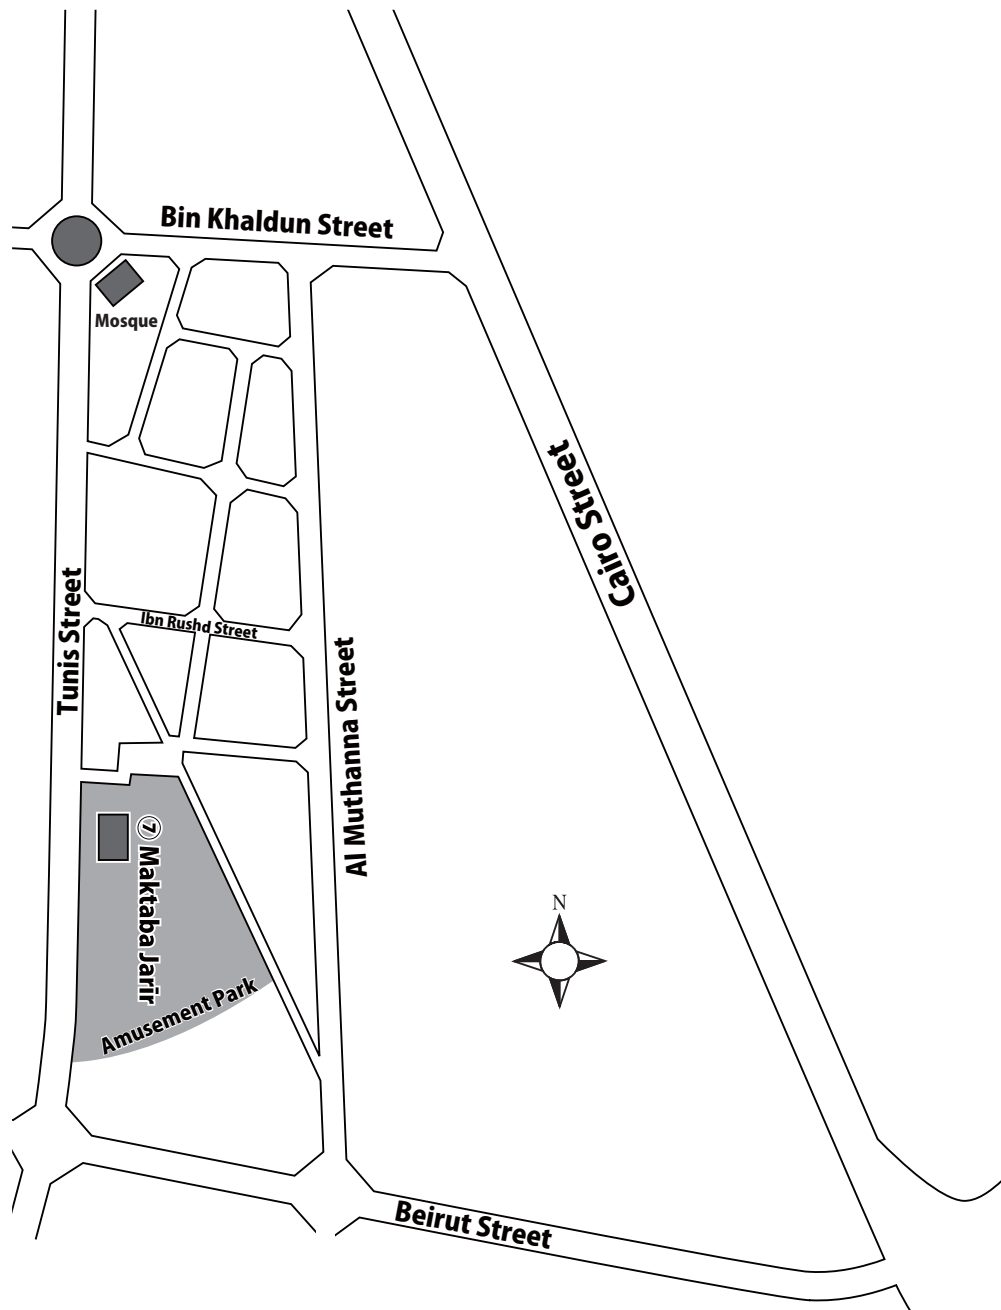 Bin Khaldun Street
Mosque
Cairo Street
Ibn Rushd Street
Tunis Street
Al Muthanna Street
⑦ Maktaba Jarir
N
Amusement Park
Beirut Street